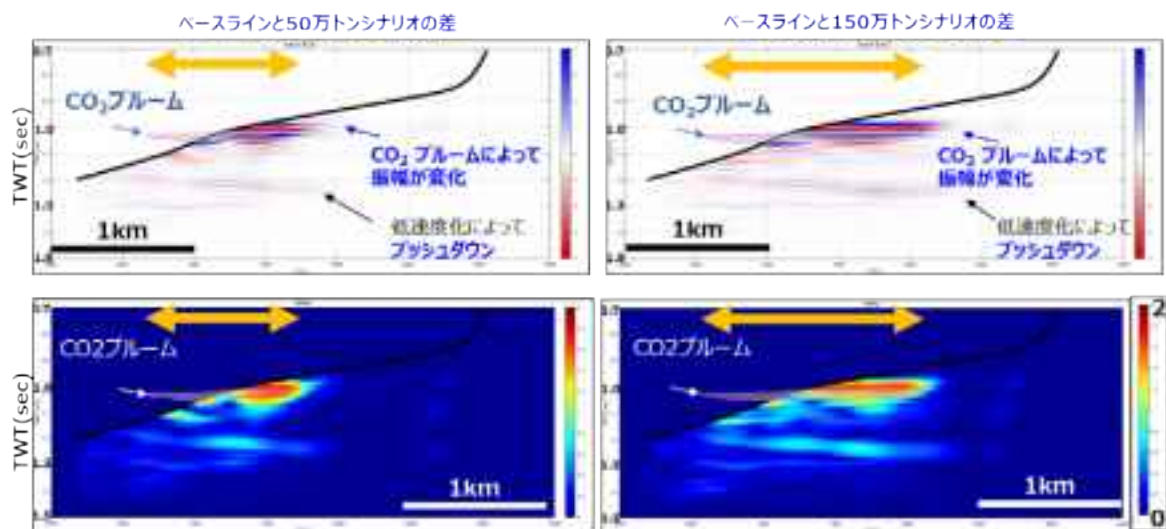 ベースラインと50万トンシナリオの差
ベースラインと150万トンシナリオの差
TWT(sec)
CO₂プルーム
CO₂ プルームによって
振幅が変化
低速度化によって
プッシュダウン
1km
CO₂プルーム
CO₂ プルームによって
振幅が変化
低速度化によって
プッシュダウン
1km
TWT(sec)
CO2プルーム
1km
CO2プルーム
1km
2
0